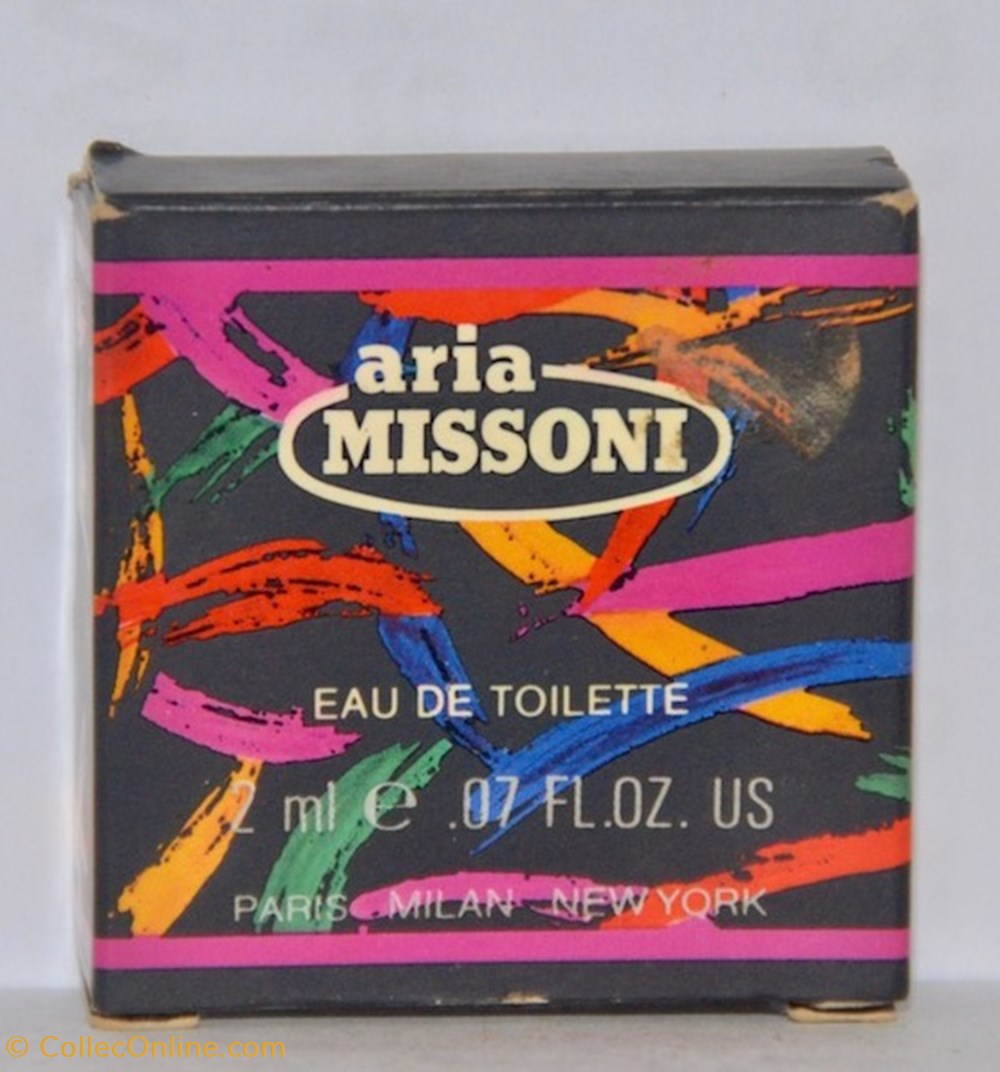 aria
MISSONI
EAU DE TOILETTE
2 ml ℮ .07 FL.OZ. US
PARIS MILAN NEW YORK
© CollecOnline.com